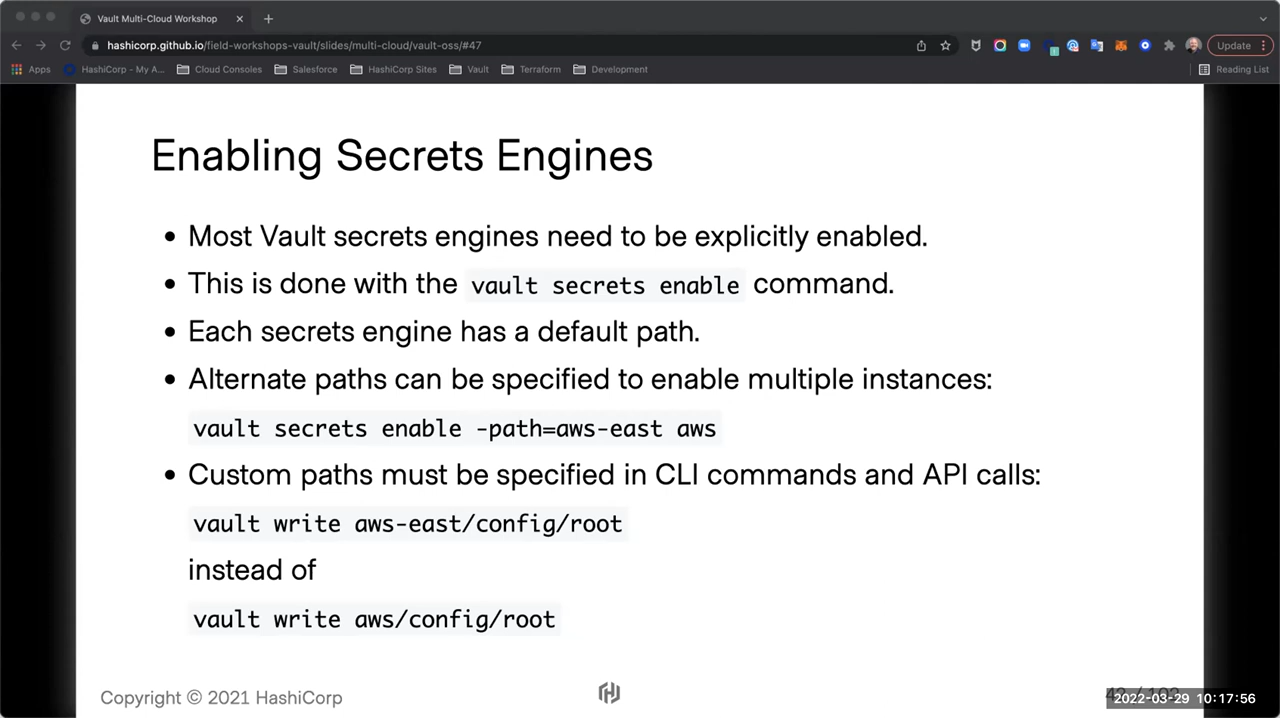 Vault Multi-Cloud Workshop
hashicorp.github.io/field-workshops-vault/slides/multi-cloud/vault-oss/#47
Update
Apps
HashiCorp - My A...
Cloud Consoles
Salesforce
HashiCorp Sites
Vault
Terraform
Development
Reading List
Enabling Secrets Engines
• Most Vault secrets engines need to be explicitly enabled.
• This is done with the vault secrets enable command.
• Each secrets engine has a default path.
• Alternate paths can be specified to enable multiple instances:
vault secrets enable -path=aws-east aws
• Custom paths must be specified in CLI commands and API calls:
vault write aws-east/config/root
instead of
vault write aws/config/root
Copyright © 2021 HashiCorp
2022-03-29 10:17:56